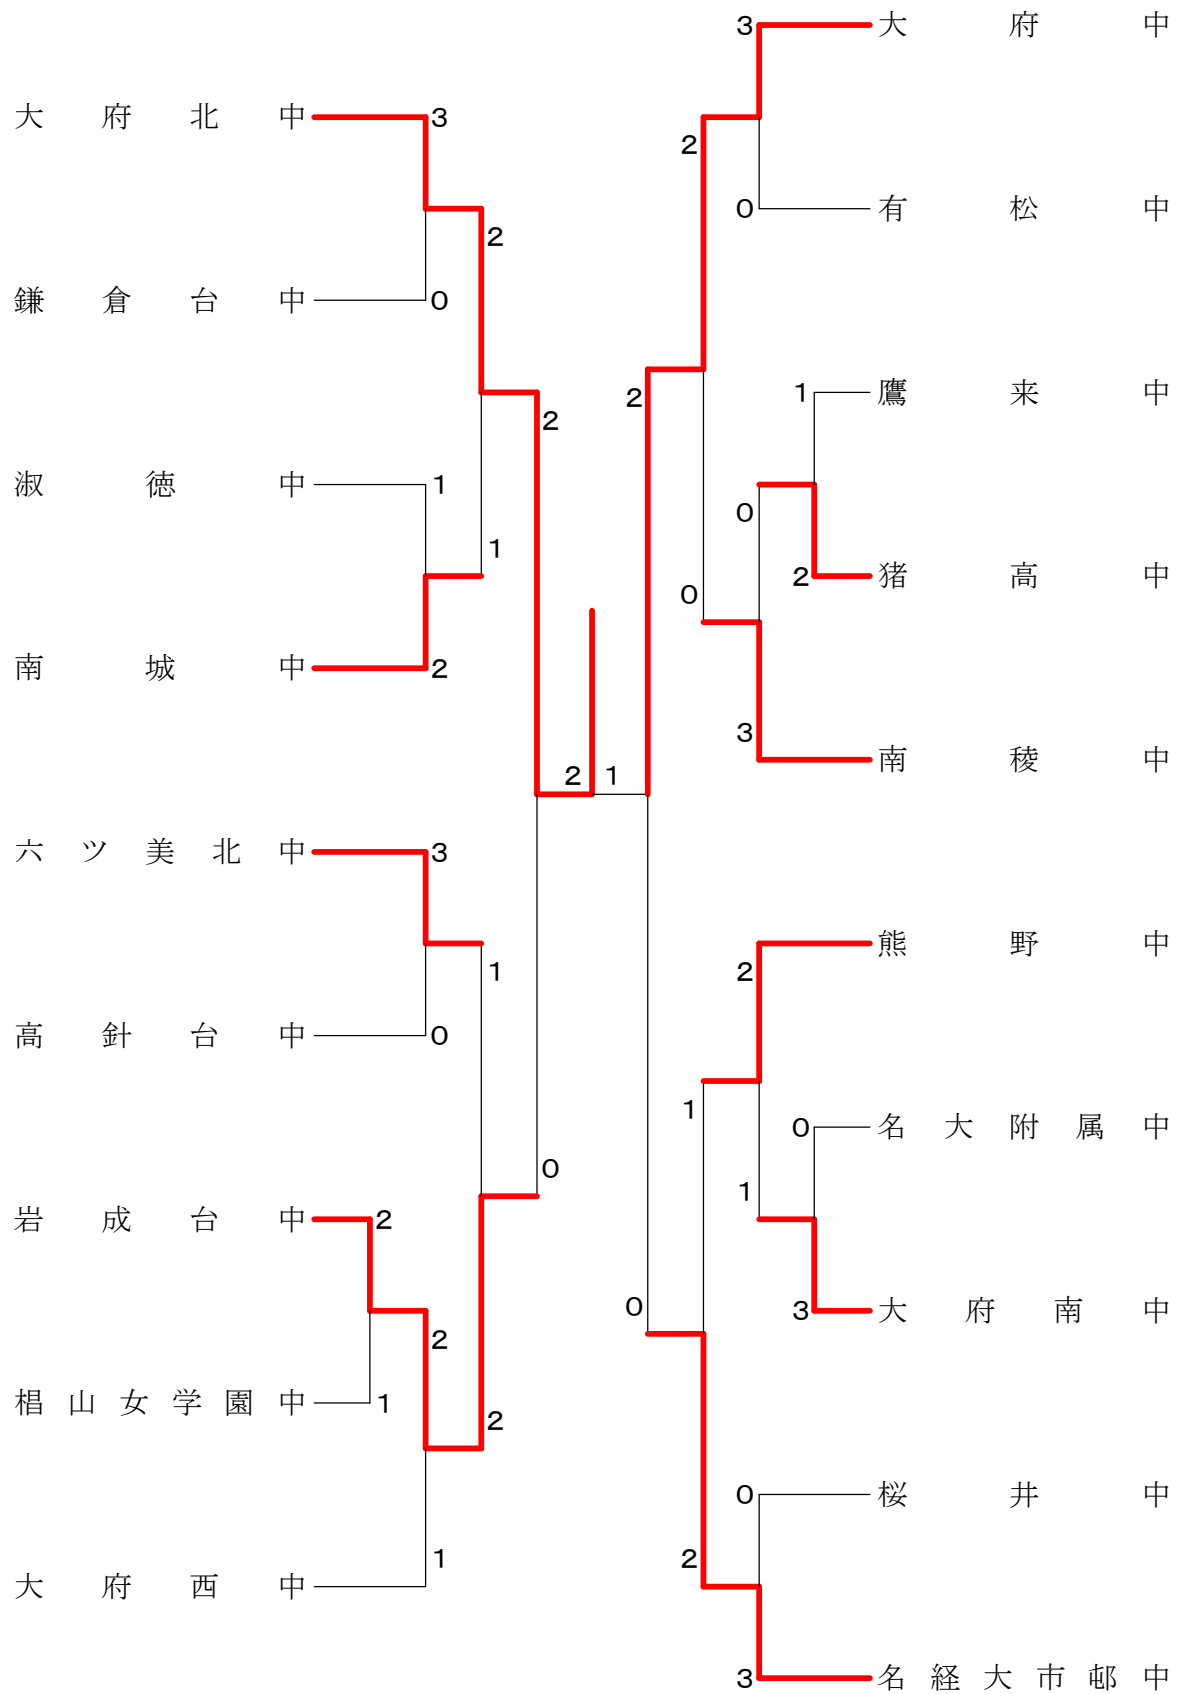 3 大府中
大府北中 3
2
0 有松中
2
鎌倉台中 0
1 鷹来中
2
2
淑徳中 1
0
1
2 猪高中
0
南城中 2
3
南稜中
2 1
六ツ美北中 3
熊野中
1
2
高針台中 0
1
0 名大附属中
0
1
岩成台中 2
0
3 大府南中
2
椙山女学園中 1
2
0 桜井中
1
2
大府西中
3 名経大市邨中